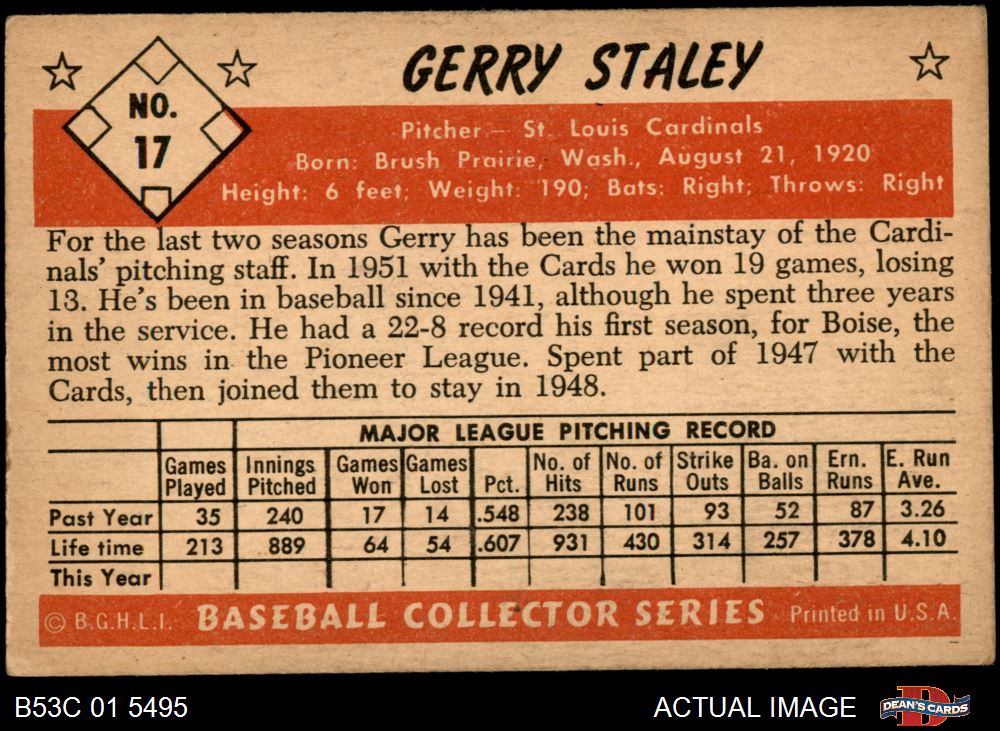 NO.
17
GERRY STALEY
Pitcher — St. Louis Cardinals
Born: Brush Prairie, Wash., August 21, 1920
Height: 6 feet; Weight: 190; Bats: Right; Throws: Right
For the last two seasons Gerry has been the mainstay of the Cardi-
nals' pitching staff. In 1951 with the Cards he won 19 games, losing
13. He's been in baseball since 1941, although he spent three years
in the service. He had a 22-8 record his first season, for Boise, the
most wins in the Pioneer League. Spent part of 1947 with the
Cards, then joined them to stay in 1948.
MAJOR LEAGUE PITCHING RECORD
Games Played Innings Pitched Games Won Games Lost Pct. No. of Hits No. of Runs Strike Outs Ba. on Balls Ern. Runs E. Run Ave.
Past Year 35 240 17 14 .548 238 101 93 52 87 3.26
Life time 213 889 64 54 .607 931 430 314 257 378 4.10
This Year
© B.G.H.L.I. BASEBALL COLLECTOR SERIES Printed in U.S.A.
B53C 01 5495 ACTUAL IMAGE D DEAN'S CARDS